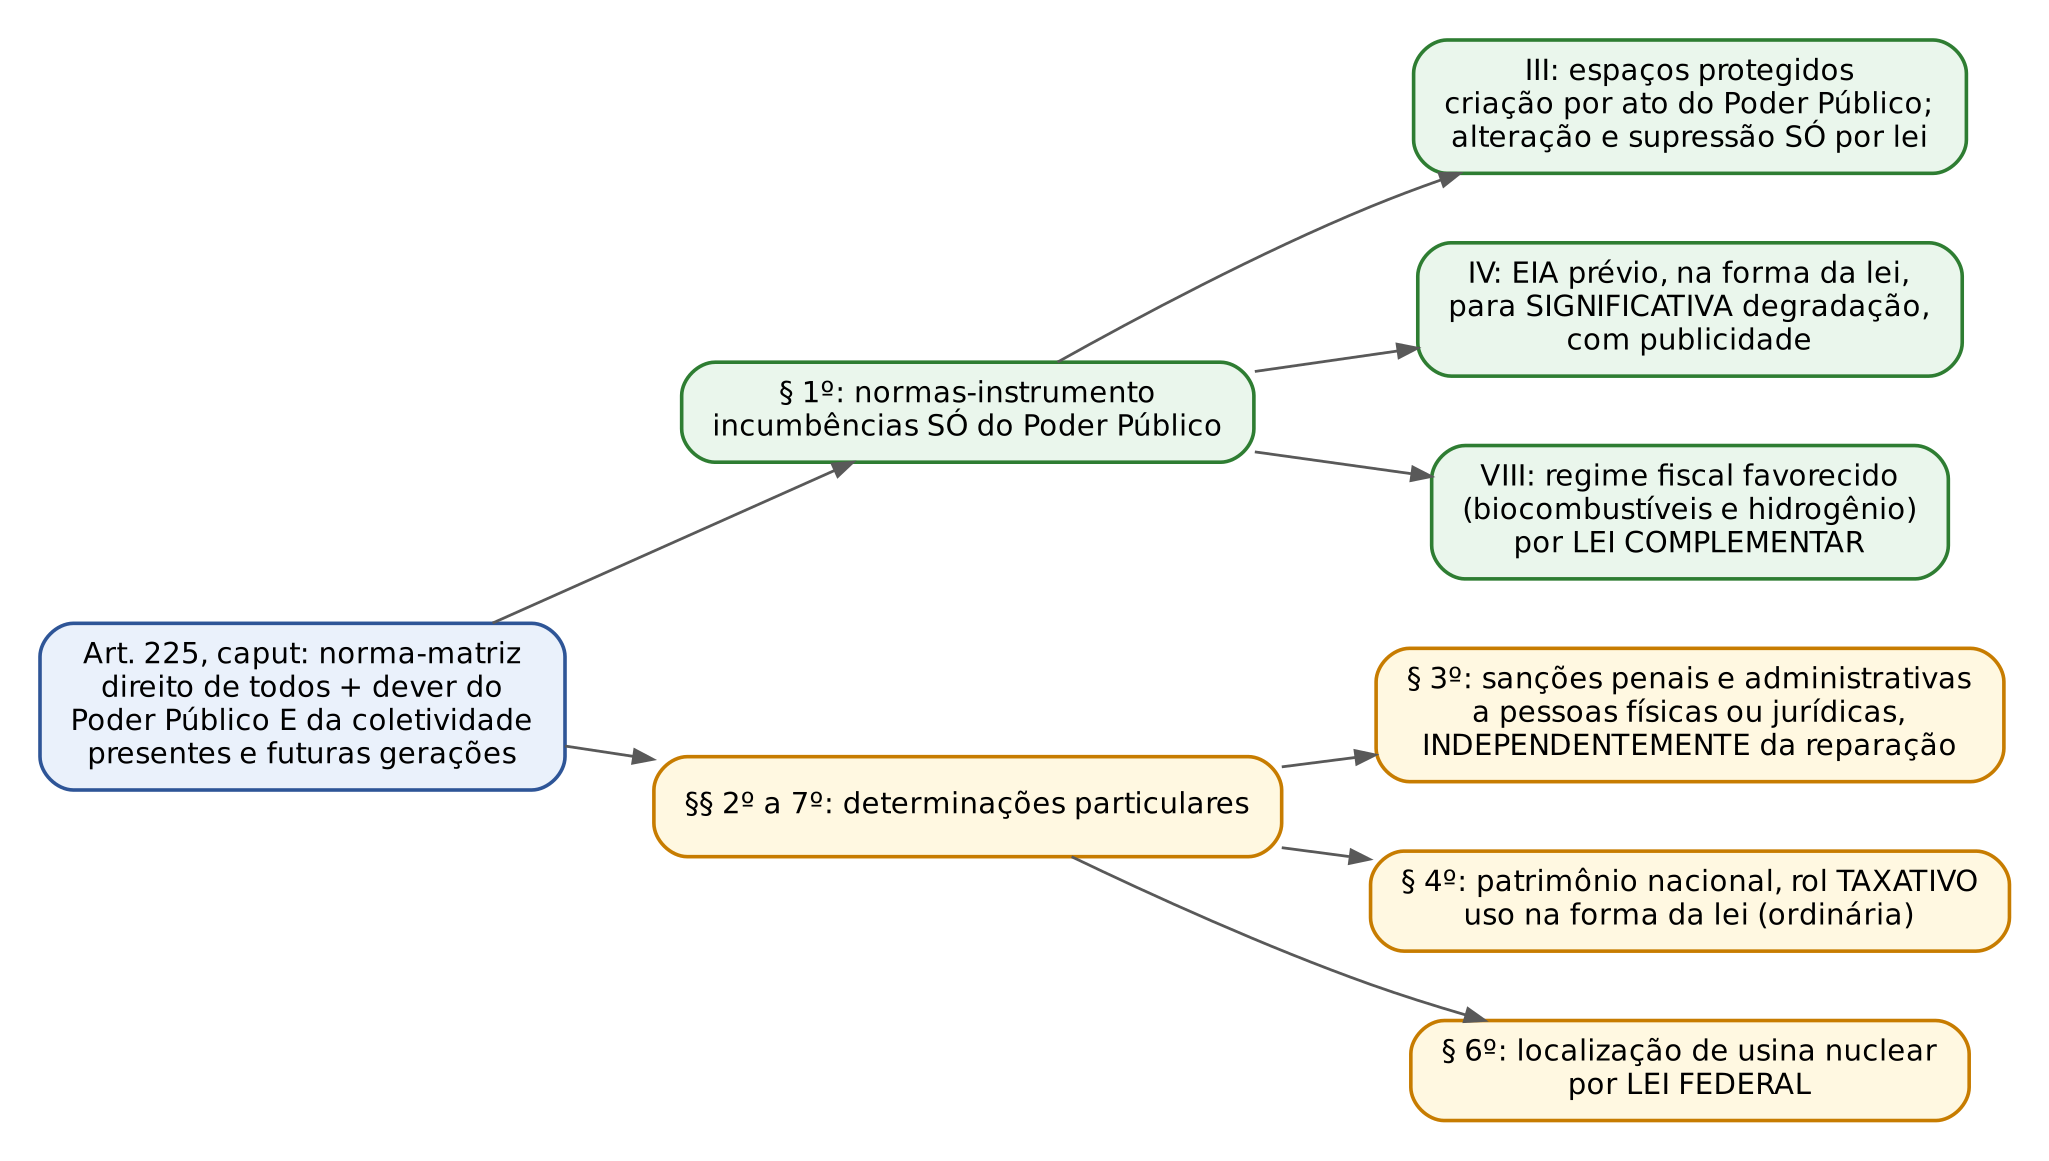 Art. 225, caput: norma-matriz
direito de todos + dever do
Poder Público E da coletividade
presentes e futuras gerações
§ 1º: normas-instrumento
incumbências SÓ do Poder Público
III: espaços protegidos
criação por ato do Poder Público;
alteração e supressão SÓ por lei
IV: EIA prévio, na forma da lei,
para SIGNIFICATIVA degradação,
com publicidade
VIII: regime fiscal favorecido
(biocombustíveis e hidrogênio)
por LEI COMPLEMENTAR
§§ 2º a 7º: determinações particulares
§ 3º: sanções penais e administrativas
a pessoas físicas ou jurídicas,
INDEPENDENTEMENTE da reparação
§ 4º: patrimônio nacional, rol TAXATIVO
uso na forma da lei (ordinária)
§ 6º: localização de usina nuclear
por LEI FEDERAL